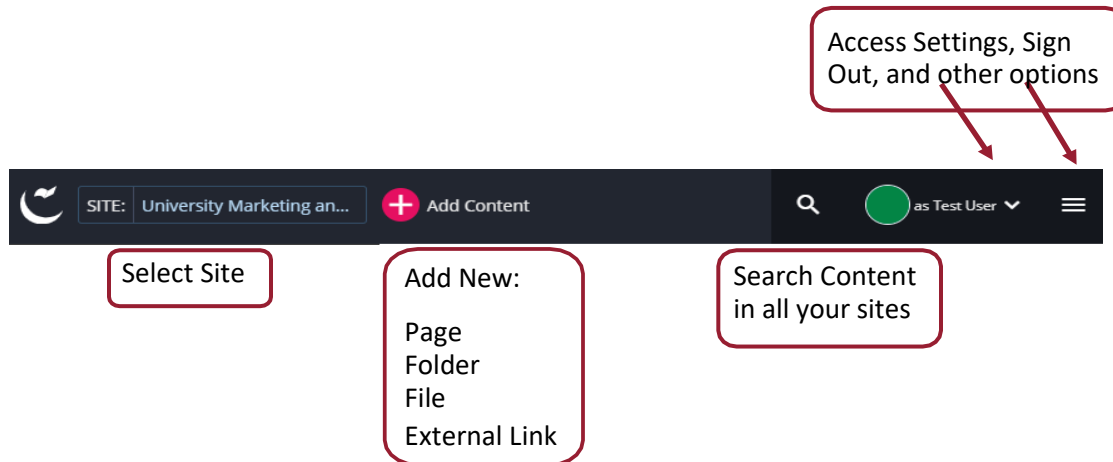 Access Settings, Sign
Out, and other options
SITE: University Marketing an... Add Content as Test User
Select Site
Add New:
Page
Folder
File
External Link
Search Content
in all your sites